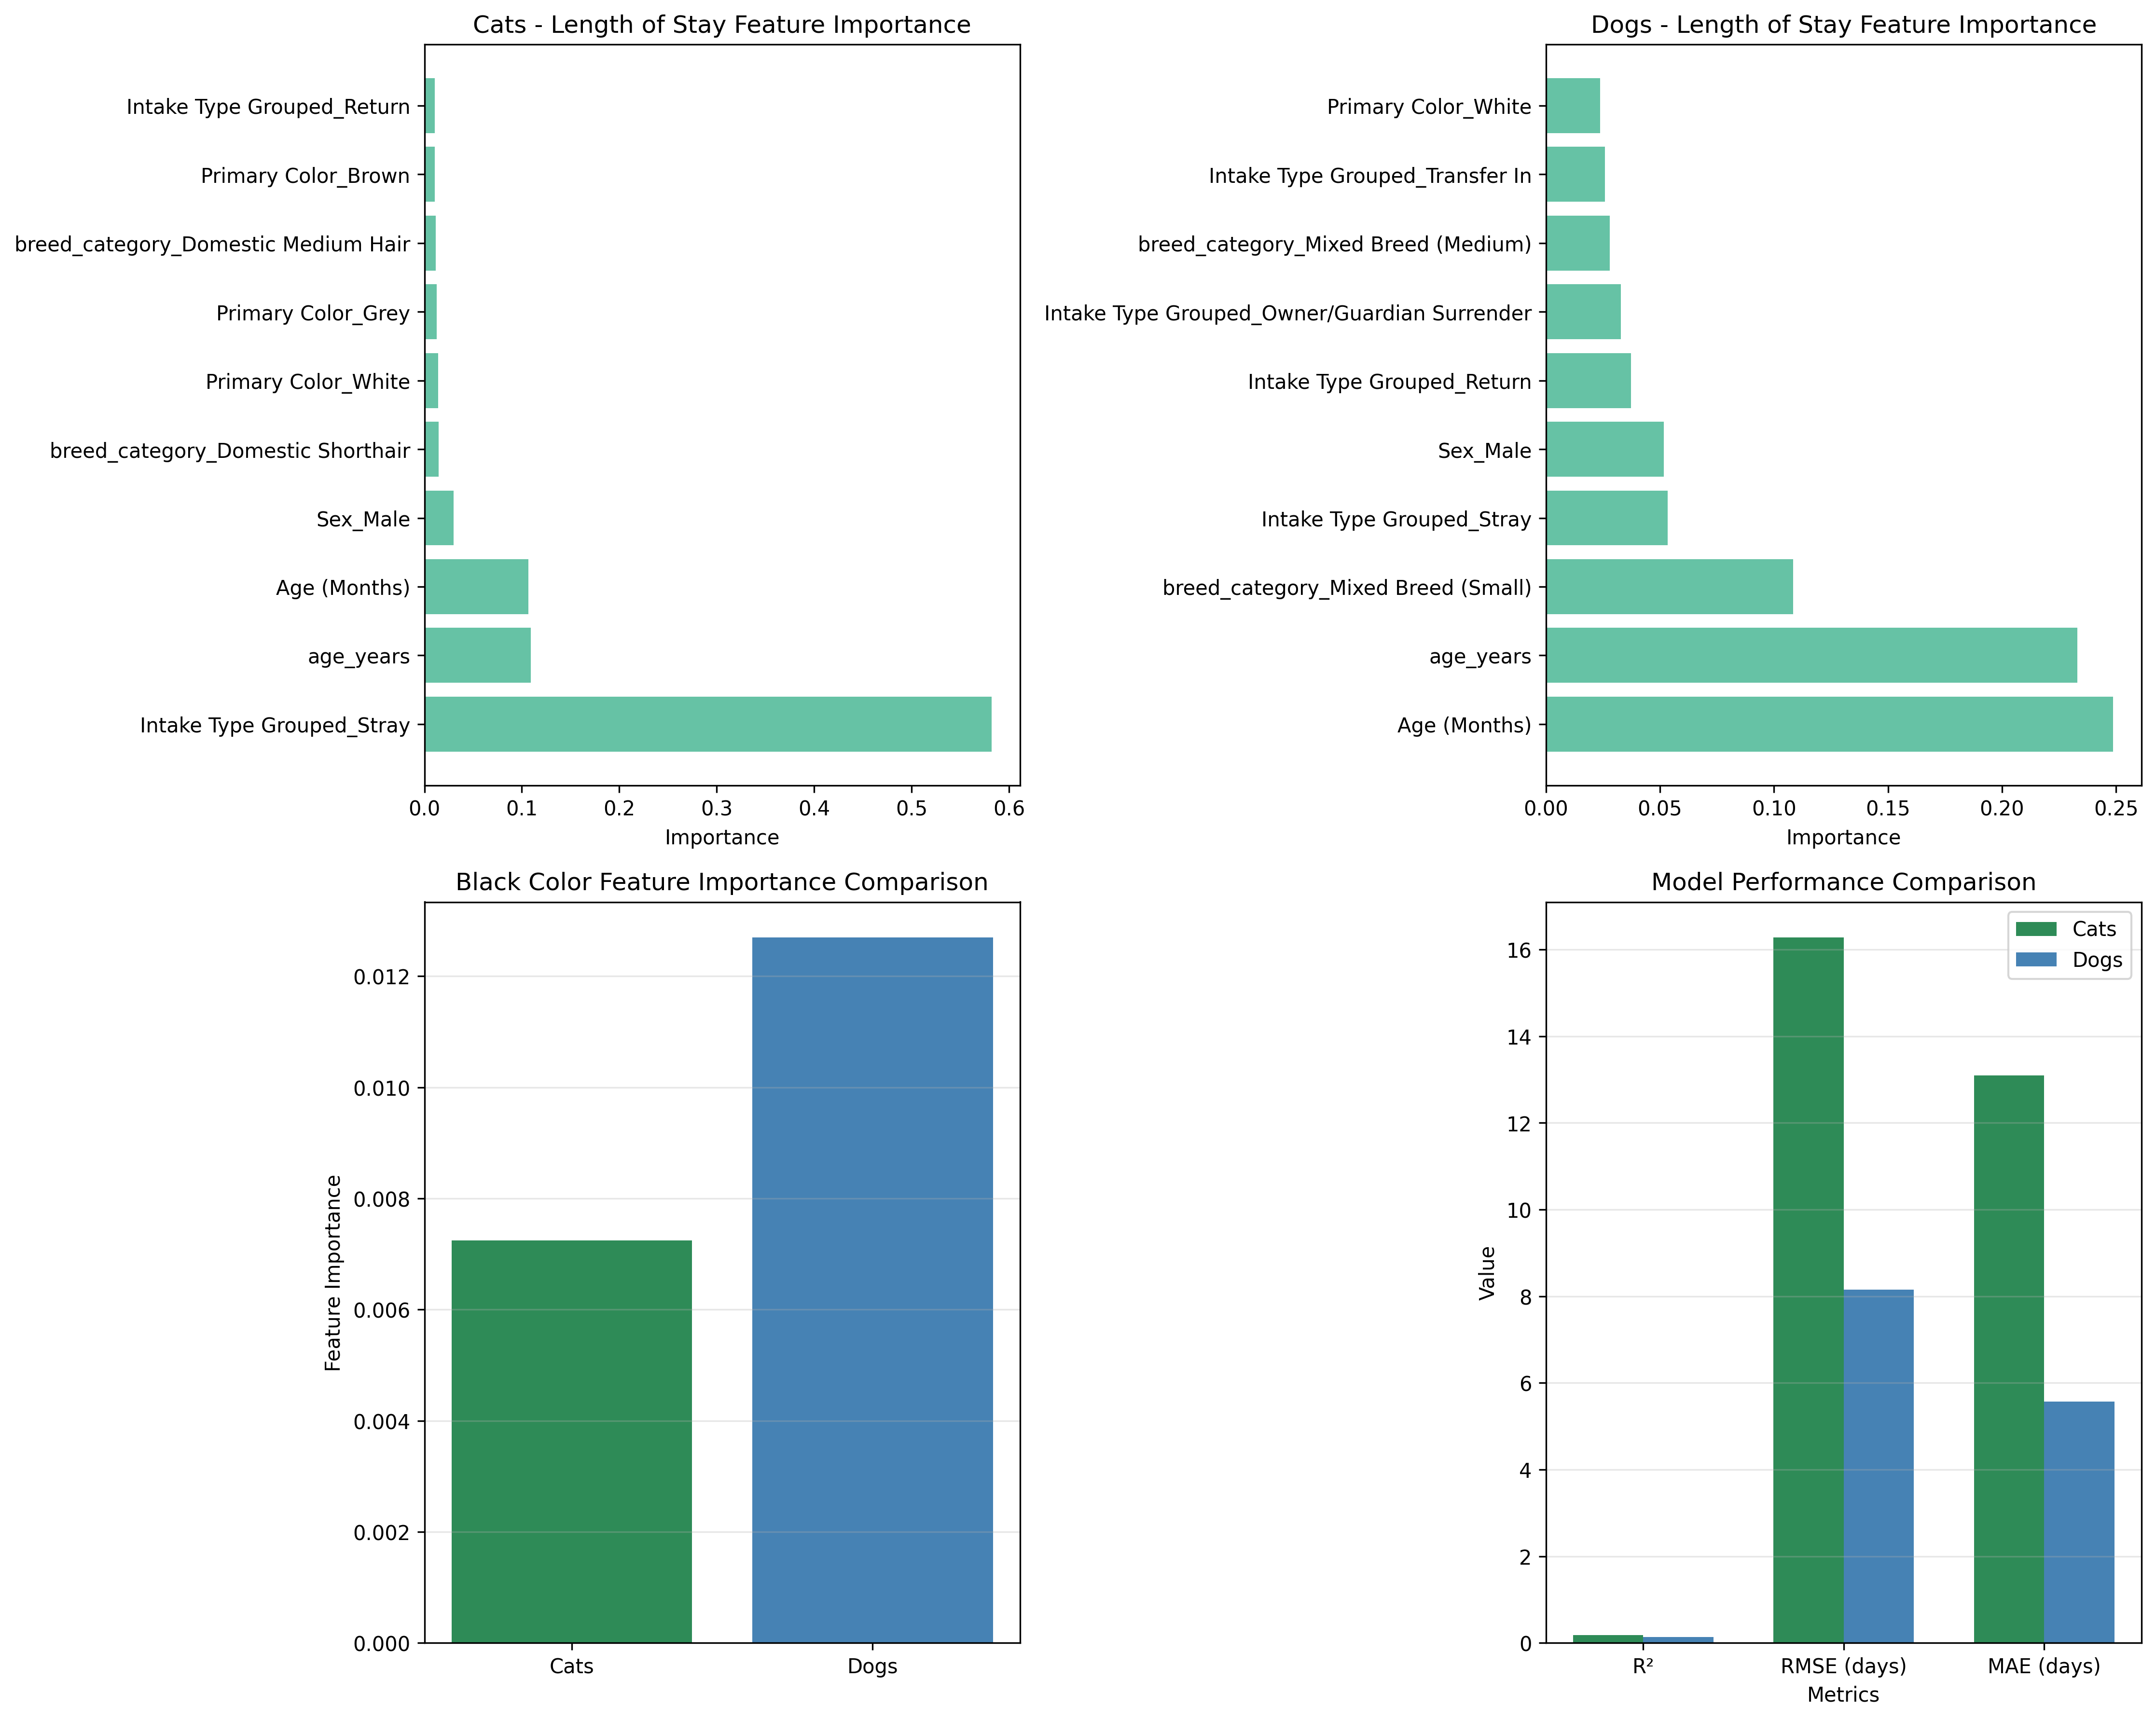 Cats - Length of Stay Feature Importance
Intake Type Grouped_Return
Primary Color_Brown
breed_category_Domestic Medium Hair
Primary Color_Grey
Primary Color_White
breed_category_Domestic Shorthair
Sex_Male
Age (Months)
age_years
Intake Type Grouped_Stray
0.0 0.1 0.2 0.3 0.4 0.5 0.6
Importance
Dogs - Length of Stay Feature Importance
Primary Color_White
Intake Type Grouped_Transfer In
breed_category_Mixed Breed (Medium)
Intake Type Grouped_Owner/Guardian Surrender
Intake Type Grouped_Return
Sex_Male
Intake Type Grouped_Stray
breed_category_Mixed Breed (Small)
age_years
Age (Months)
0.00 0.05 0.10 0.15 0.20 0.25
Importance
Black Color Feature Importance Comparison
Feature Importance
0.012
0.010
0.008
0.006
0.004
0.002
0.000
Cats Dogs
Model Performance Comparison
Cats
Dogs
Value
16
14
12
10
8
6
4
2
0
R² RMSE (days) MAE (days)
Metrics